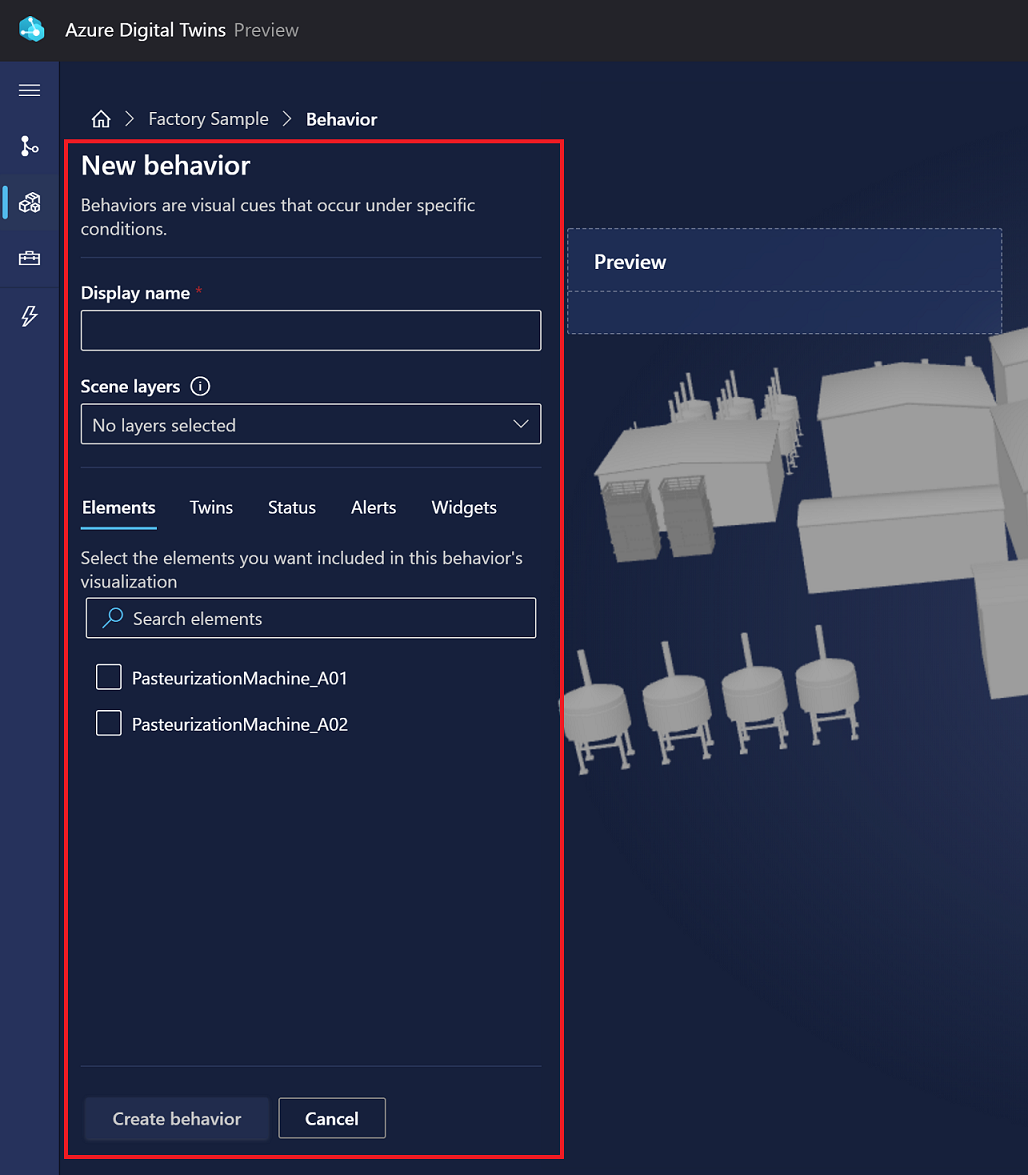 Azure Digital Twins Preview
Factory Sample Behavior
New behavior
Behaviors are visual cues that occur under specific
conditions.
Display name *
Scene layers
No layers selected
Elements Twins Status Alerts Widgets
Select the elements you want included in this behavior's
visualization
Search elements
PasteurizationMachine_A01
PasteurizationMachine_A02
Create behavior Cancel
Preview